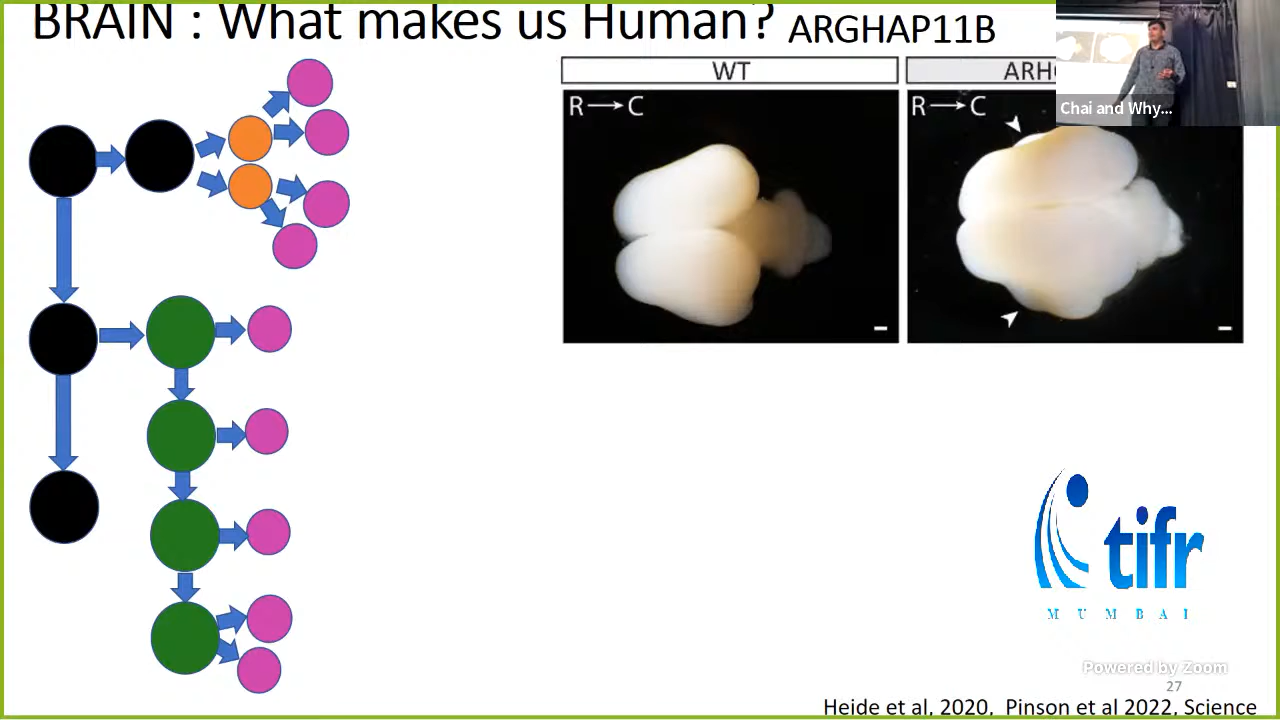 BRAIN : What makes us Human? ARGHAP11B
WT
R → C
R → C
Chai and Why...
tifr
MUMBAI
Powered by Zoom
27
Heide et al, 2020, Pinson et al 2022, Science